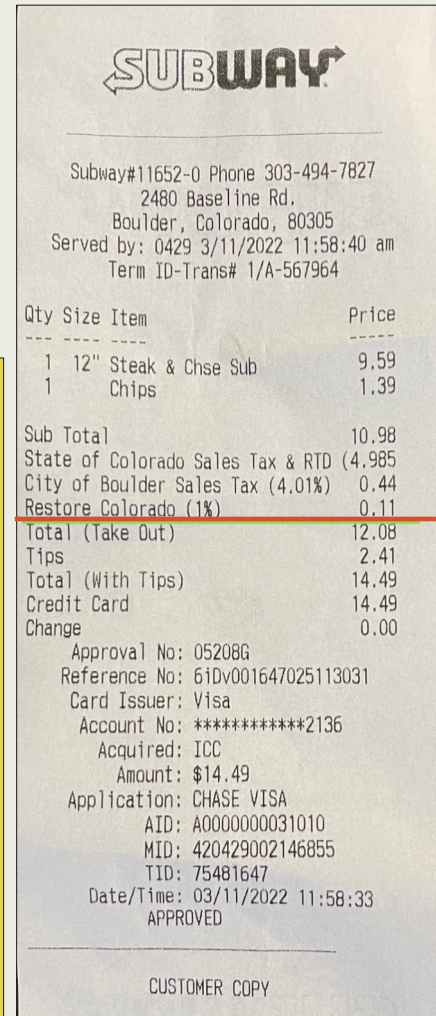 SUBWAY
Subway#11652-0 Phone 303-494-7827
2480 Baseline Rd.
Boulder, Colorado, 80305
Served by: 0429 3/11/2022 11:58:40 am
Term ID-Trans# 1/A-567964
Qty Size Item Price
--- ---- ---- -----
1 12" Steak & Chse Sub 9.59
1 Chips 1.39
Sub Total 10.98
State of Colorado Sales Tax & RTD (4.985
City of Boulder Sales Tax (4.01%) 0.44
Restore Colorado (1%) 0.11
Total (Take Out) 12.08
Tips 2.41
Total (With Tips) 14.49
Credit Card 14.49
Change 0.00
Approval No: 05208G
Reference No: 6iDv001647025113031
Card Issuer: Visa
Account No: ************2136
Acquired: ICC
Amount: $14.49
Application: CHASE VISA
AID: A0000000031010
MID: 420429002146855
TID: 75481647
Date/Time: 03/11/2022 11:58:33
APPROVED
CUSTOMER COPY